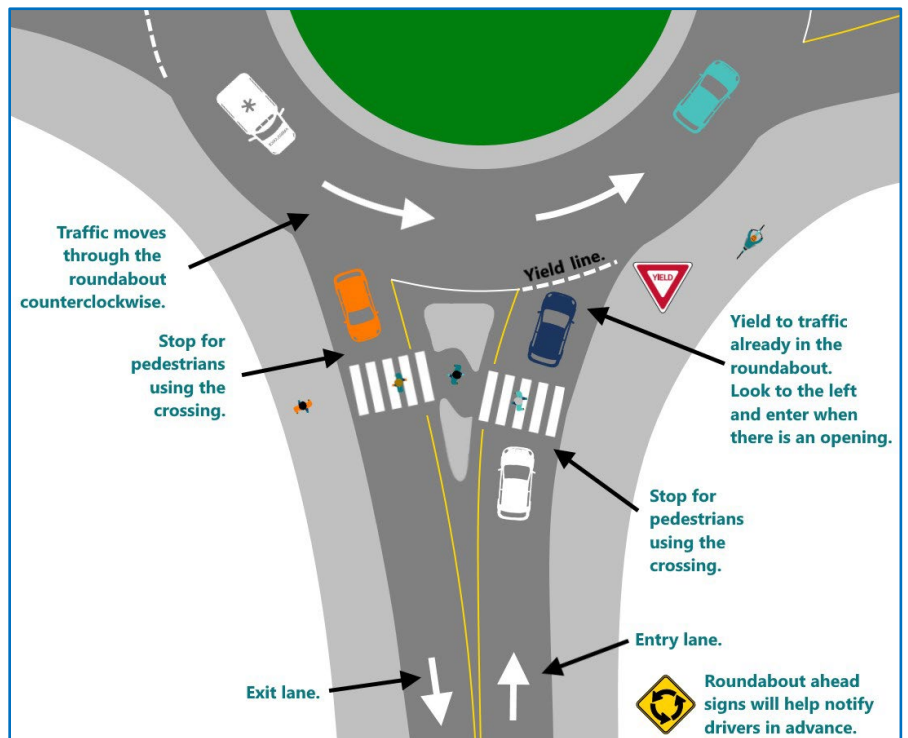 Traffic moves
through the
roundabout
counterclockwise.
Stop for
pedestrians
using the
crossing.
Yield line.
YIELD
Yield to traffic
already in the
roundabout.
Look to the left
and enter when
there is an opening.
Stop for
pedestrians
using the
crossing.
Exit lane.
Entry lane.
Roundabout ahead
signs will help notify
drivers in advance.